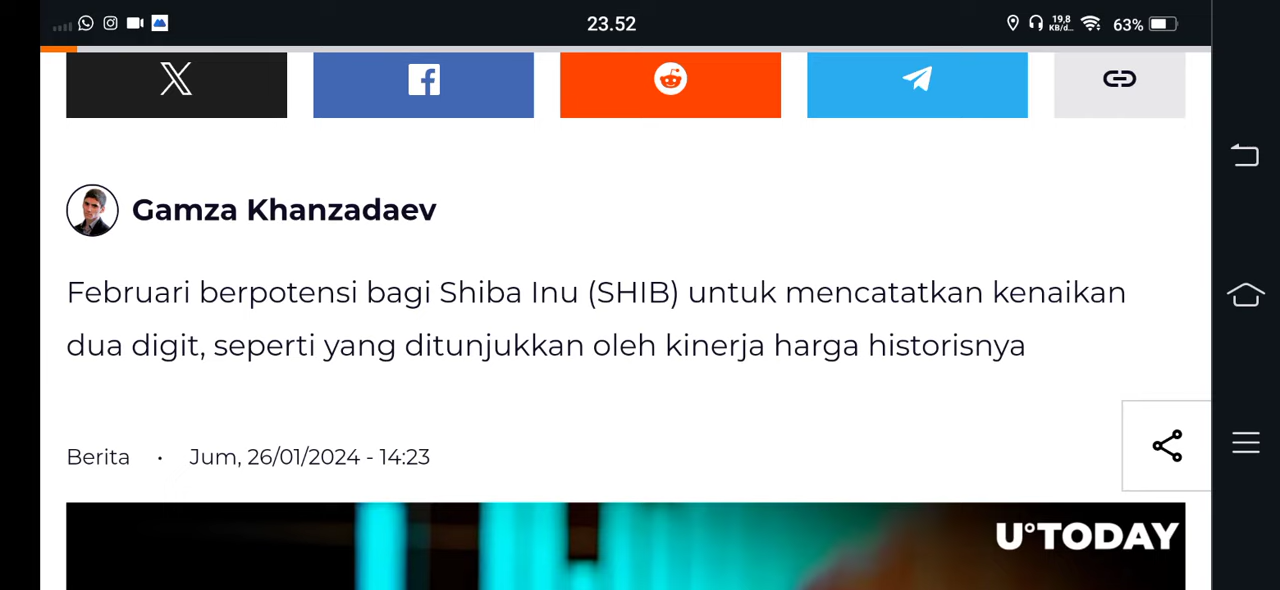 23.52
19,8
KB/d...
63%
Gamza Khanzadaev
Februari berpotensi bagi Shiba Inu (SHIB) untuk mencatatkan kenaikan
dua digit, seperti yang ditunjukkan oleh kinerja harga historisnya
Berita • Jum, 26/01/2024 - 14:23
U°TODAY